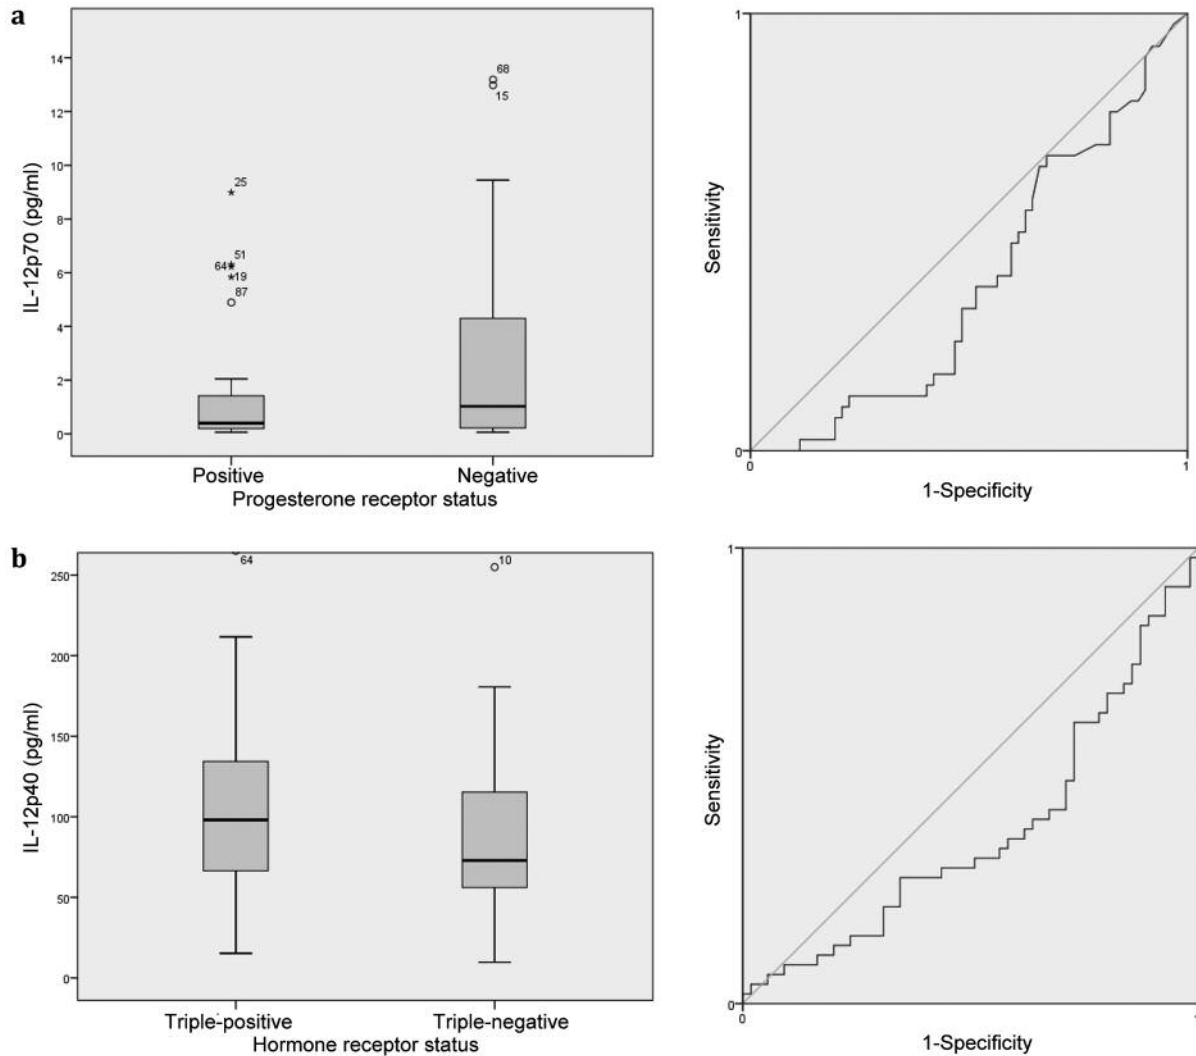 a
IL-12p70 (pg/ml)
14
12
10
8
6
4
2
0
25
51
64
19
87
68
15
Positive
Negative
Progesterone receptor status
1
Sensitivity
0
0
1
1-Specificity
b
IL-12p40 (pg/ml)
250
200
150
100
50
0
64
10
Triple-positive
Triple-negative
Hormone receptor status
1
Sensitivity
0
0
1
1-Specificity